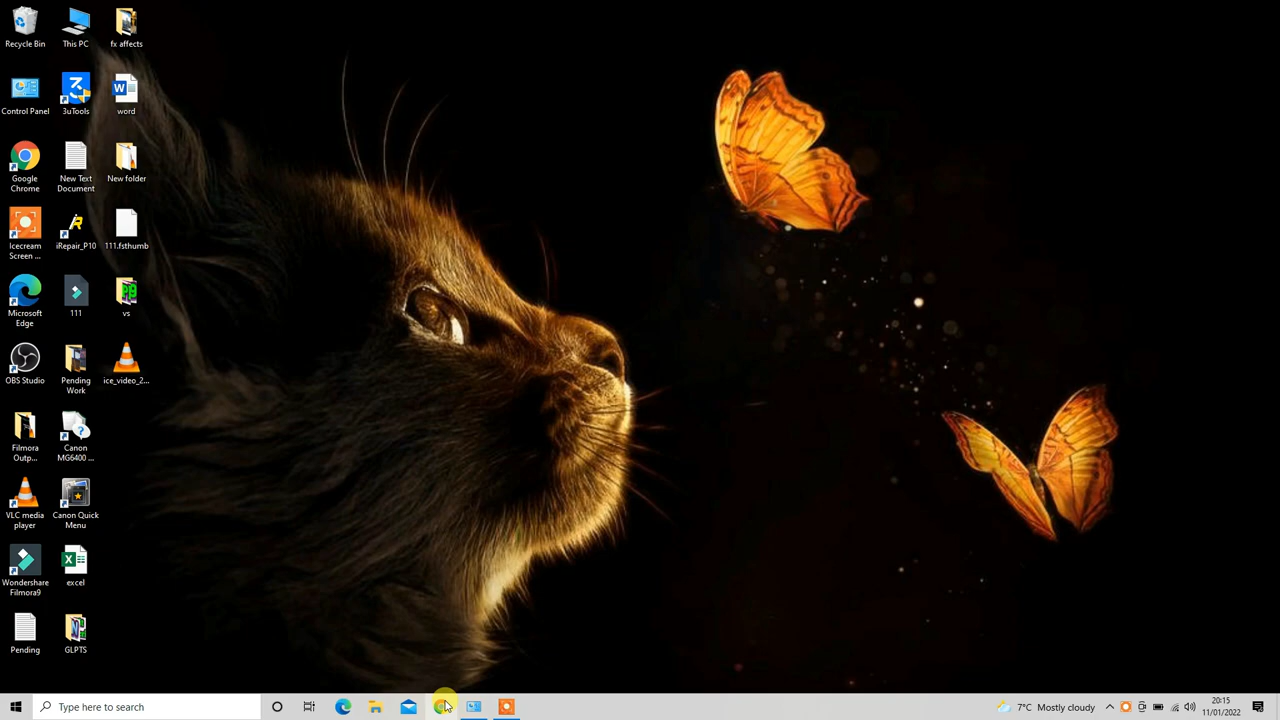 Recycle Bin
This PC
fx affects
Control Panel
3uTools
word
Google
Chrome
New Text
Document
New folder
Icecream
Screen ...
iRepair_P10
111.fsthumb
Microsoft
Edge
111
vs
OBS Studio
Pending
Work
ice_video_2...
Filmora
Outp...
Canon
MG6400 ...
VLC media
player
Canon Quick
Menu
Wondershare
Filmora9
excel
Pending
GLPTS
Type here to search
7°C Mostly cloudy
20:15
11/01/2022